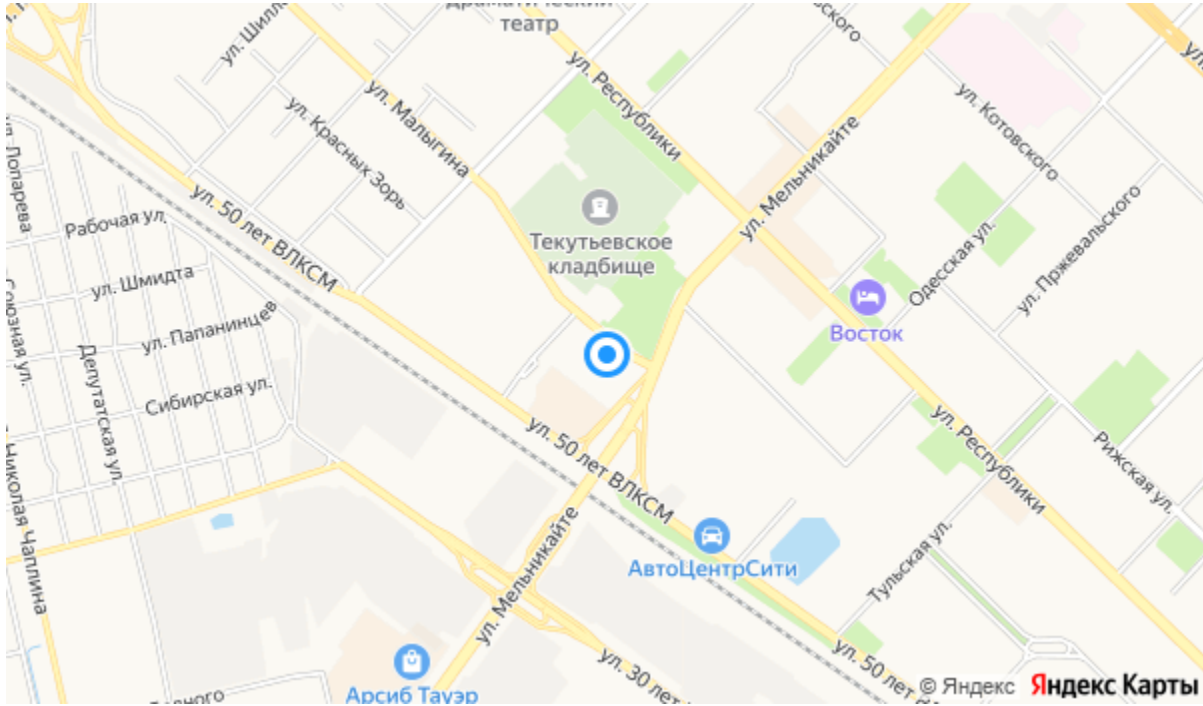 драматический
театр
ул. Республики
ул. Малыгина
ул. Красных Зорь
ул. Котовского
ул. Мельникайте
ул. Лопарева
ул. 50 лет ВЛКСМ
Рабочая ул.
ул. Шмидта
Текутьевское
кладбище
Одесская ул.
ул. Пржевальского
Союзная ул.
ул. Папанинцев
Восток
Депутатская ул.
Сибирская ул.
ул. Республики
Рижская ул.
ул. 50 лет ВЛКСМ
Николая Чаплина
ул. Мельникайте
АвтоЦентрСити
Тульская ул.
Арсиб Тауэр
ул. 30 лет
ул. 50 лет
© Яндекс Яндекс Карты